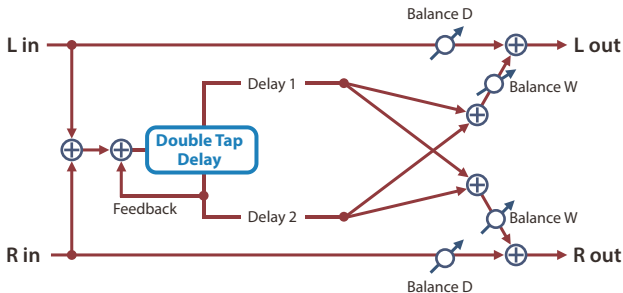 Balance D
L in
L out
Delay 1
Balance W
Double Tap
Delay
Feedback
Delay 2
Balance W
R in
R out
Balance D